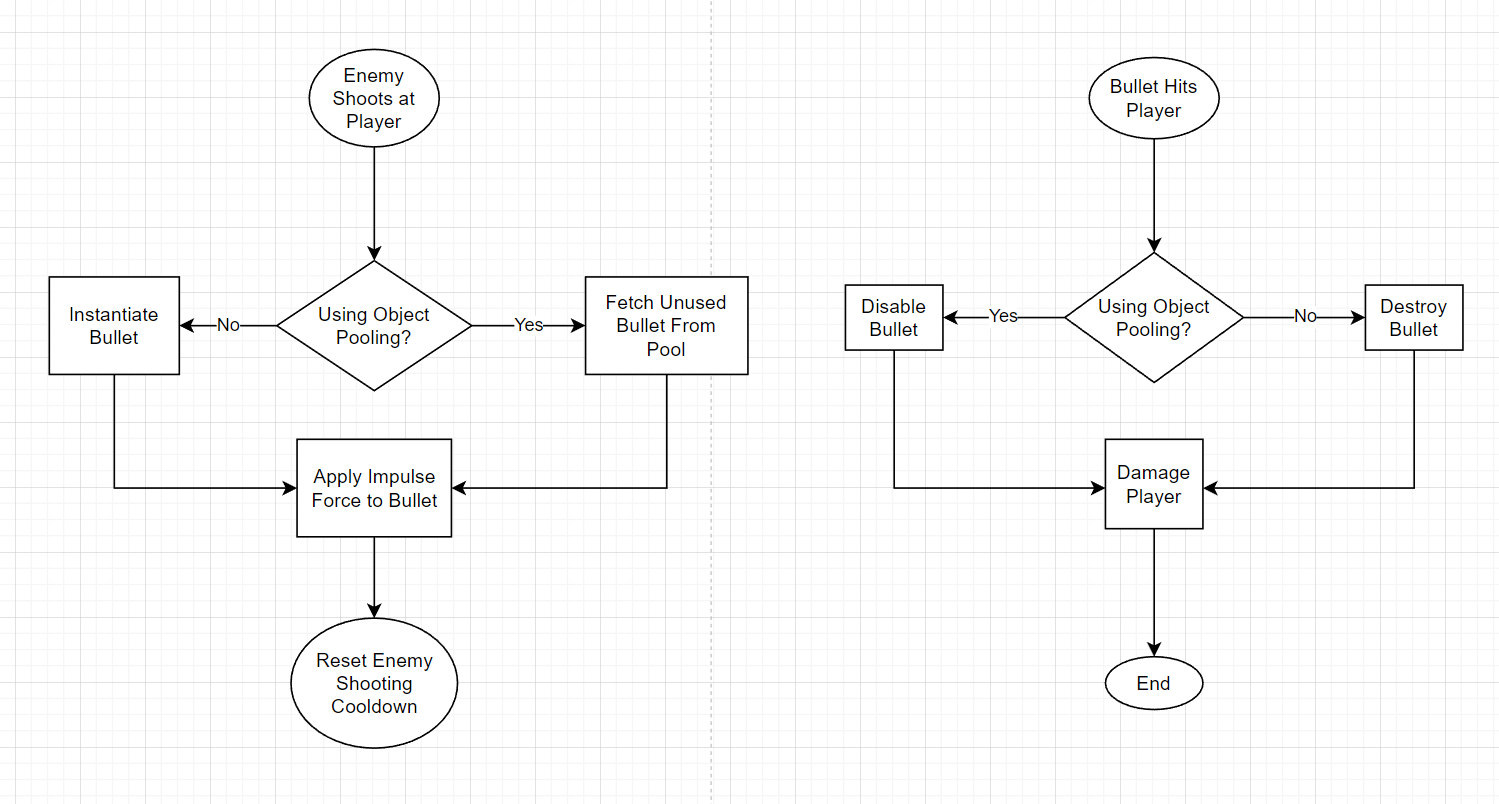 Enemy
Shoots at
Player
Using Object
Pooling?
No
Yes
Instantiate
Bullet
Fetch Unused
Bullet From
Pool
Apply Impulse
Force to Bullet
Reset Enemy
Shooting
Cooldown
Bullet Hits
Player
Using Object
Pooling?
Yes
No
Disable
Bullet
Destroy
Bullet
Damage
Player
End